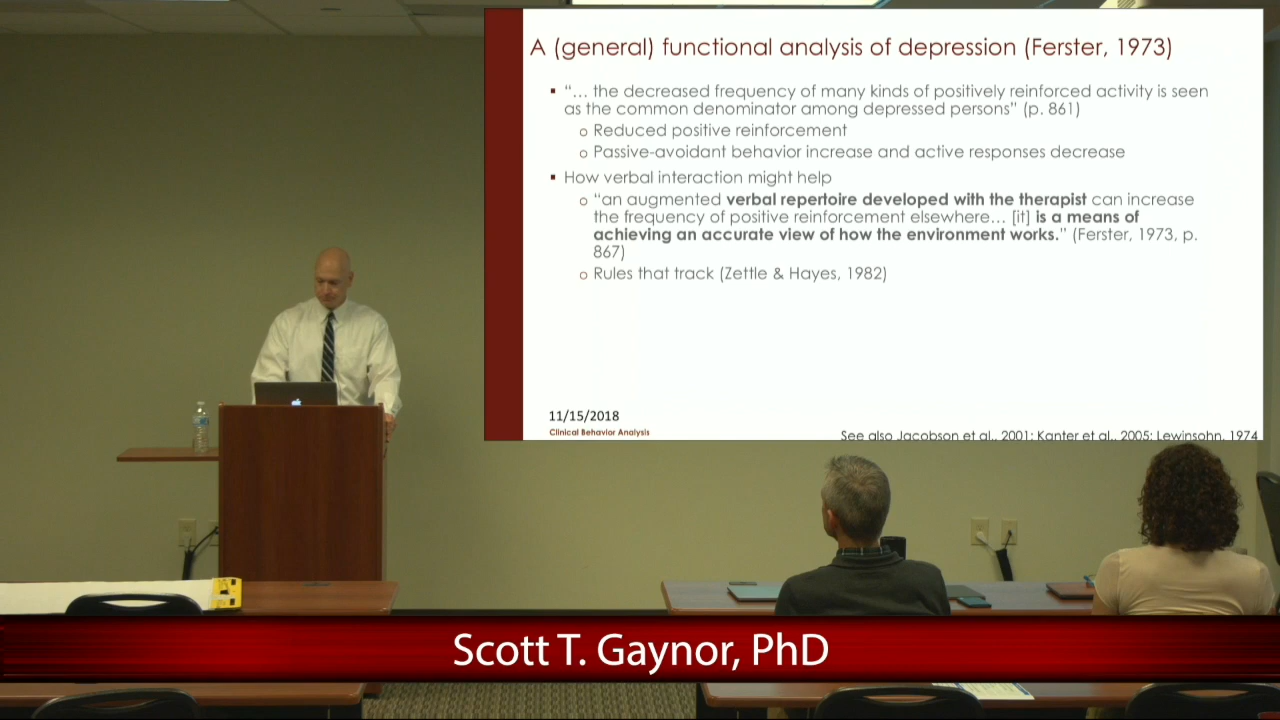 A (general) functional analysis of depression (Ferster, 1973)
▪ “… the decreased frequency of many kinds of positively reinforced activity is seen
as the common denominator among depressed persons” (p. 861)
o Reduced positive reinforcement
o Passive-avoidant behavior increase and active responses decrease
▪ How verbal interaction might help
o “an augmented verbal repertoire developed with the therapist can increase
the frequency of positive reinforcement elsewhere… [it] is a means of
achieving an accurate view of how the environment works.” (Ferster, 1973, p.
867)
o Rules that track (Zettle & Hayes, 1982)
11/15/2018
Clinical Behavior Analysis
See also Jacobson et al., 2001; Kanter et al., 2005; Lewinsohn, 1974
Scott T. Gaynor, PhD